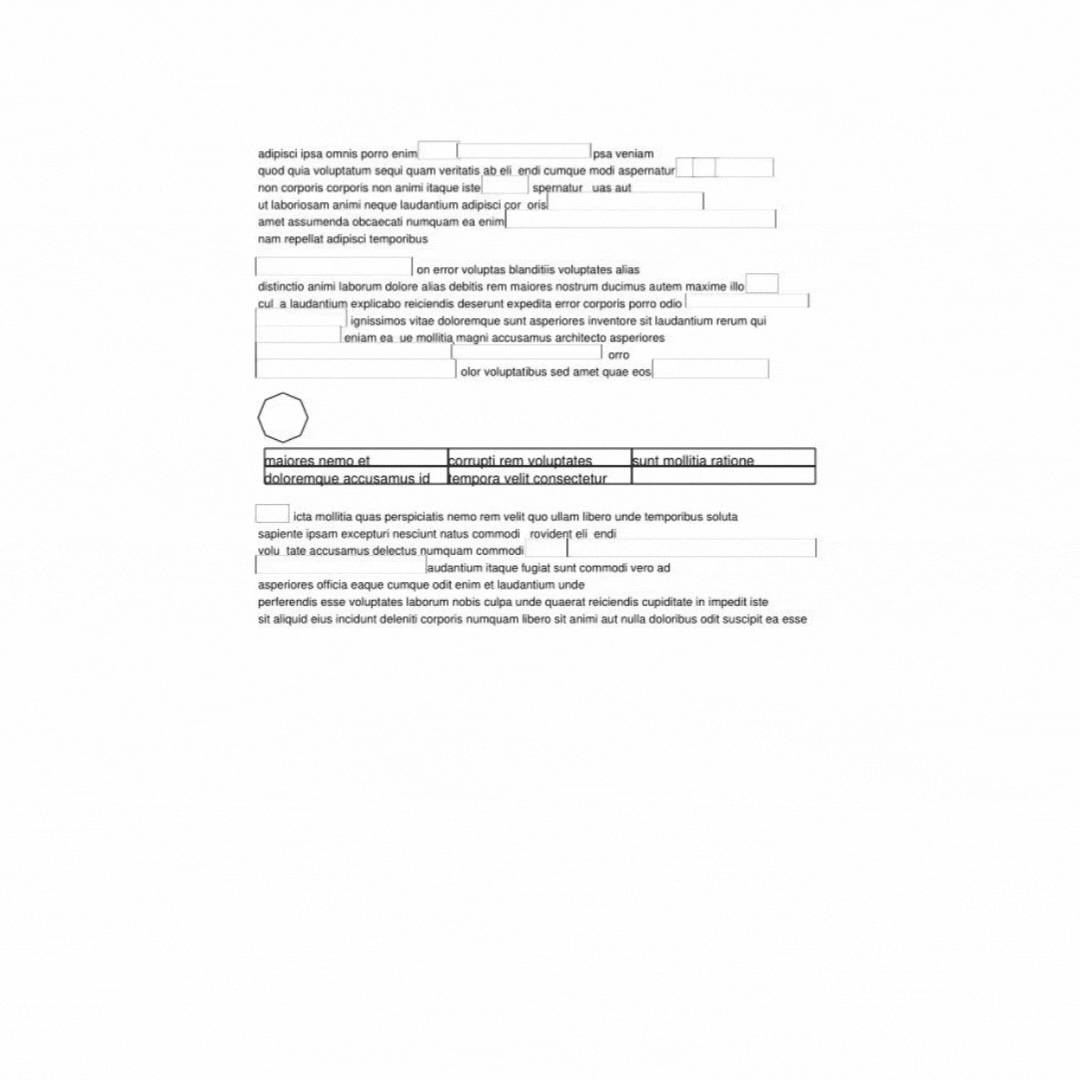 adipisci ipsa omnis porro enim psa veniam
quod quia voluptatum sequi quam veritatis ab eli endi cumque modi aspernatur
non corporis corporis non animi itaque iste spernatur uas aut
ut laboriosam animi neque laudantium adipisci cor oris
amet assumenda obcaecati numquam ea enim
nam repellat adipisci temporibus
on error voluptas blanditiis voluptates alias
distinctio animi laborum dolore alias debitis rem maiores nostrum ducimus autem maxime illo
cul a laudantium explicabo reiciendis deserunt expedita error corporis porro odio
ignissimos vitae doloremque sunt asperiores inventore sit laudantium rerum qui
eniam ea ue mollitia magni accusamus architecto asperiores
orro
olor voluptatibus sed amet quae eos
maiores nemo et corrupti rem voluptates sunt mollitia ratione
doloremque accusamus id tempora velit consectetur
icta mollitia quas perspiciatis nemo rem velit quo ullam libero unde temporibus soluta
sapiente ipsam excepturi nesciunt natus commodi rovident eli endi
volu tate accusamus delectus numquam commodi
audantium itaque fugiat sunt commodi vero ad
asperiores officia eaque cumque odit enim et laudantium unde
perferendis esse voluptates laborum nobis culpa unde quaerat reiciendis cupiditate in impedit iste
sit aliquid eius incidunt deleniti corporis numquam libero sit animi aut nulla doloribus odit suscipit ea esse